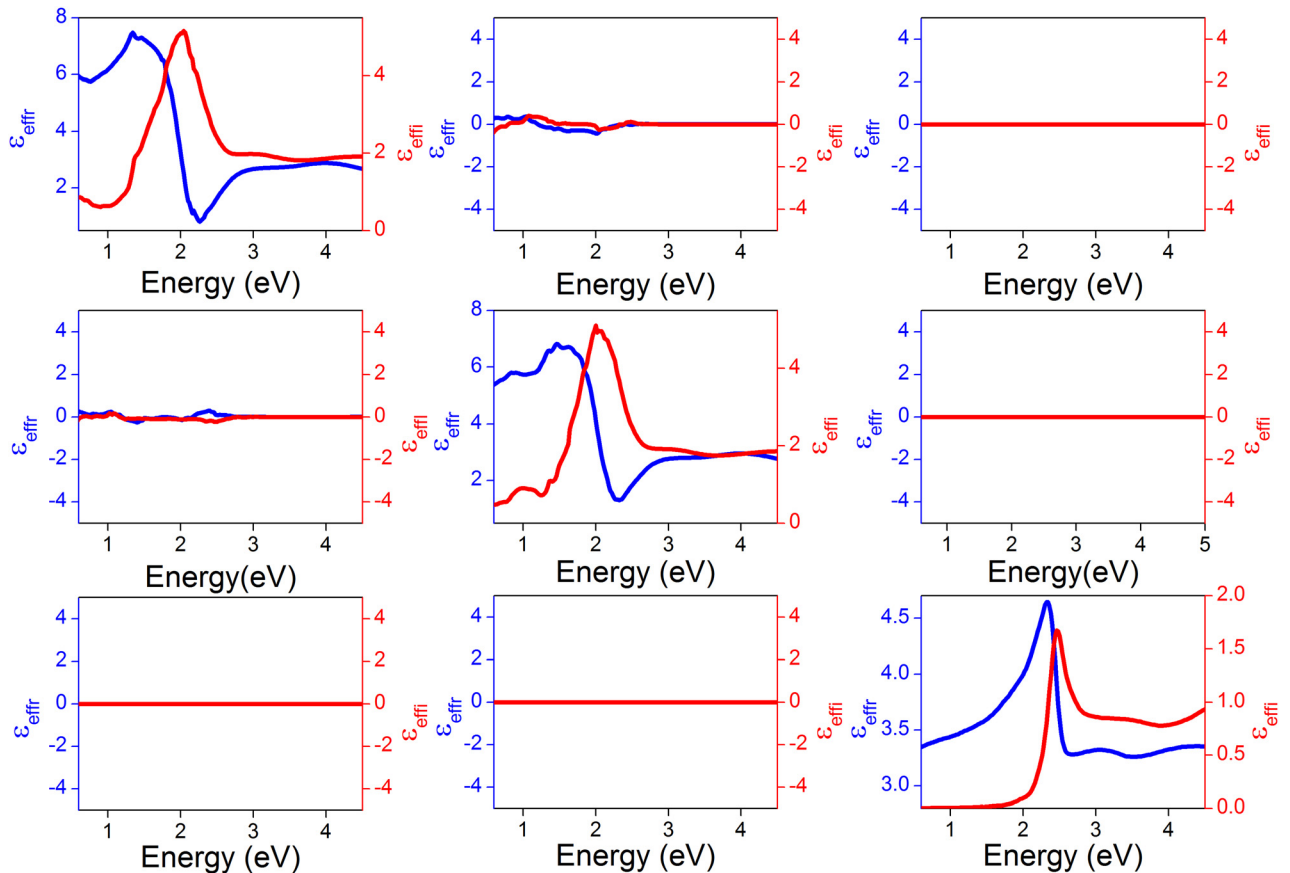 8
6
4
2
ε_effr
4
2
0
ε_effi
1 2 3 4
Energy (eV)
4
2
0
-2
-4
ε_effr
4
2
0
-2
-4
ε_effi
1 2 3 4
Energy (eV)
4
2
0
-2
-4
ε_effr
4
2
0
-2
-4
ε_effi
1 2 3 4
Energy (eV)
4
2
0
-2
-4
ε_effr
4
2
0
-2
-4
ε_effl
1 2 3 4
Energy(eV)
8
6
4
2
ε_effr
4
2
0
ε_effi
1 2 3 4
Energy (eV)
4
2
0
-2
-4
ε_effr
4
2
0
-2
-4
ε_effi
1 2 3 4 5
Energy(eV)
4
2
0
-2
-4
ε_effr
4
2
0
-2
-4
ε_effi
1 2 3 4
Energy (eV)
4
2
0
-2
-4
ε_effr
4
2
0
-2
-4
ε_effi
1 2 3 4
Energy (eV)
4.5
4.0
3.5
3.0
ε_effr
2.0
1.5
1.0
0.5
0.0
ε_effi
1 2 3 4
Energy (eV)